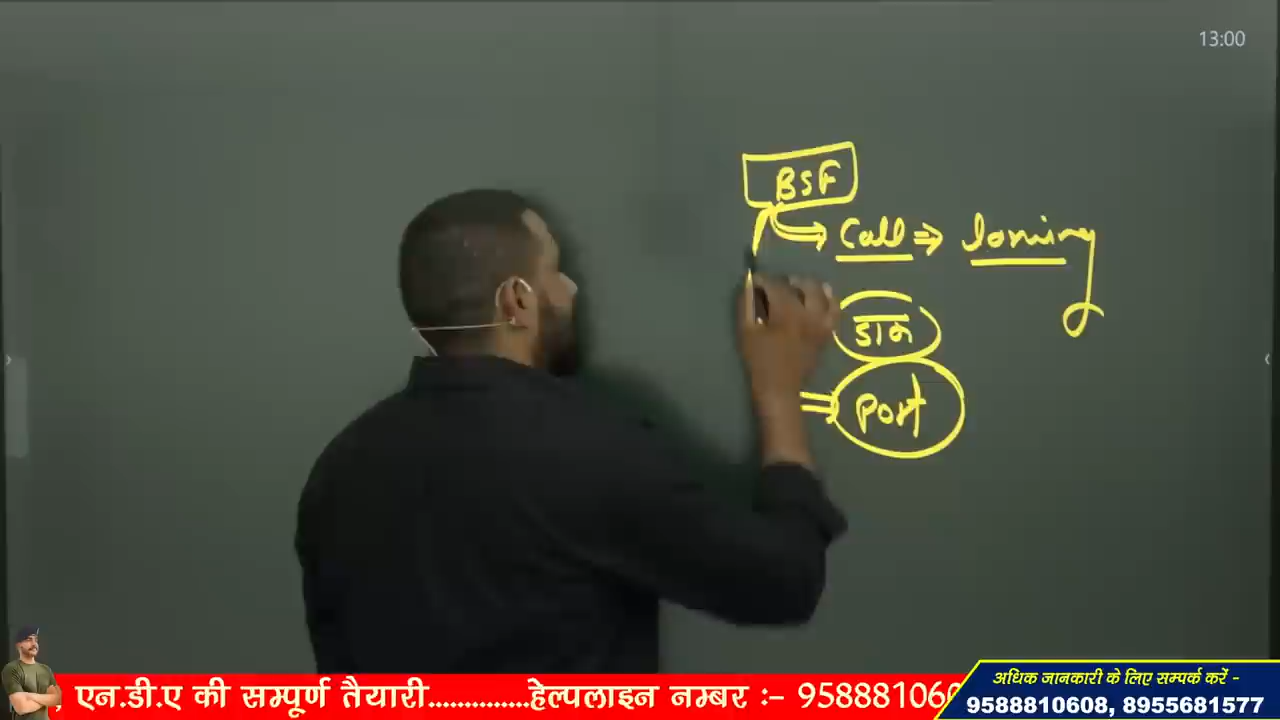 13:00
BSF
Call ⇒ Joining
डाक
= Port
एन.डी.ए की सम्पूर्ण तैयारी...............हेल्पलाइन नम्बर :- 958881060
अधिक जानकारी के लिए सम्पर्क करें -
9588810608, 8955681577